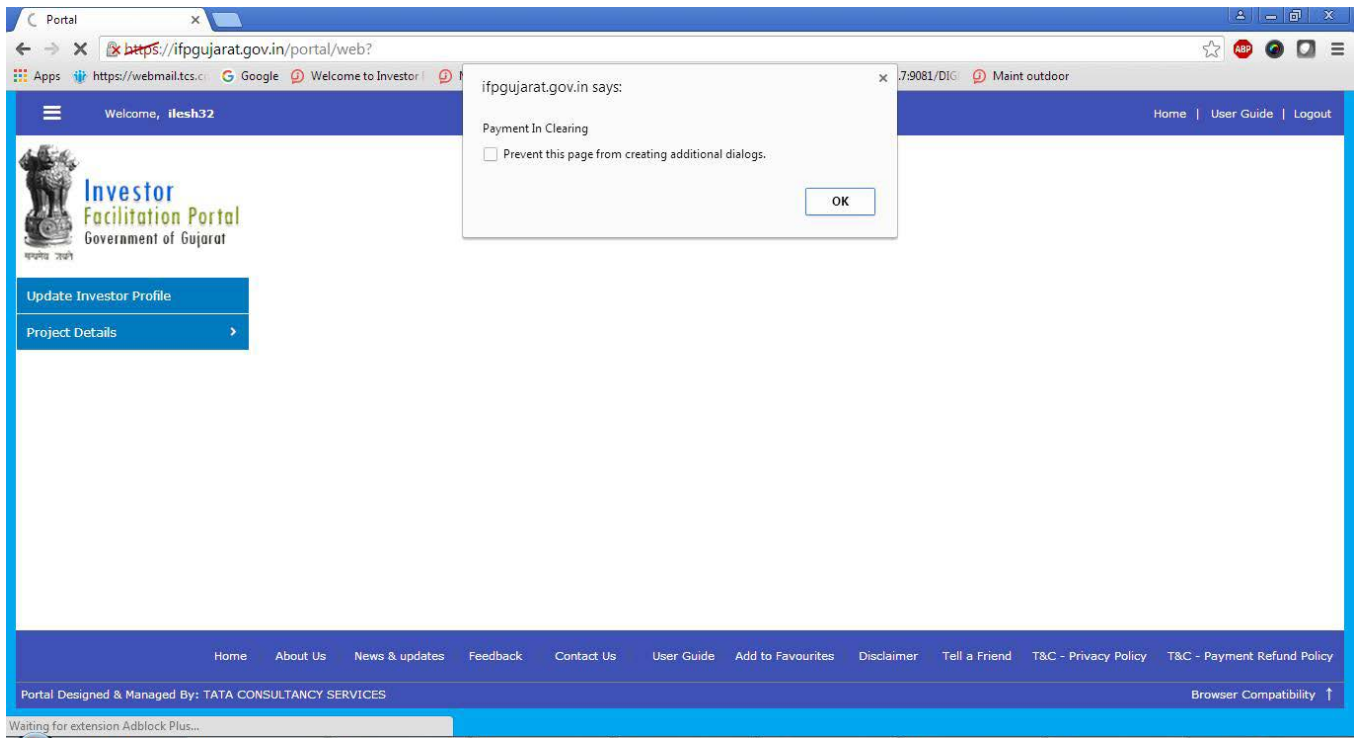 Portal
https://ifpgujarat.gov.in/portal/web?
Apps https://webmail.tcs.c Google Welcome to Investor .7:9081/DIG Maint outdoor
ifpgujarat.gov.in says:
Payment In Clearing
Prevent this page from creating additional dialogs.
OK
Welcome, ilesh32 Home | User Guide | Logout
Investor
Facilitation Portal
Government of Gujarat
Update Investor Profile
Project Details
Home About Us News & updates Feedback Contact Us User Guide Add to Favourites Disclaimer Tell a Friend T&C - Privacy Policy T&C - Payment Refund Policy
Portal Designed & Managed By: TATA CONSULTANCY SERVICES Browser Compatibility ↑
Waiting for extension Adblock Plus...